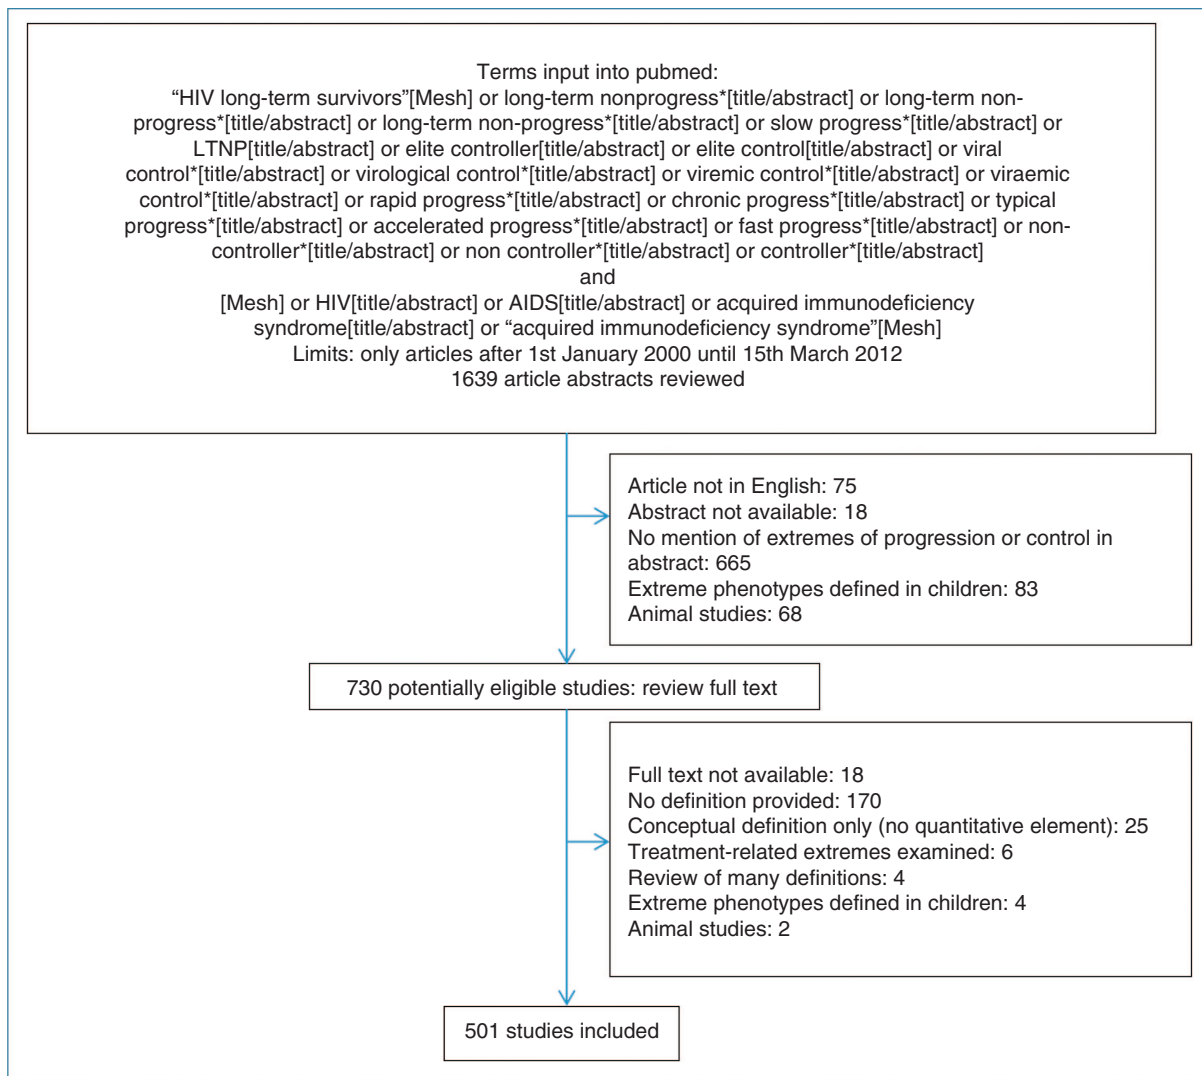 Terms input into pubmed:
“HIV long-term survivors”[Mesh] or long-term nonprogress*[title/abstract] or long-term non-
progress*[title/abstract] or long-term non-progress*[title/abstract] or slow progress*[title/abstract] or
LTNP[title/abstract] or elite controller[title/abstract] or elite control[title/abstract] or viral
control*[title/abstract] or virological control*[title/abstract] or viremic control*[title/abstract] or viraemic
control*[title/abstract] or rapid progress*[title/abstract] or chronic progress*[title/abstract] or typical
progress*[title/abstract] or accelerated progress*[title/abstract] or fast progress*[title/abstract] or non-
controller*[title/abstract] or non controller*[title/abstract] or controller*[title/abstract]
and
[Mesh] or HIV[title/abstract] or AIDS[title/abstract] or acquired immunodeficiency
syndrome[title/abstract] or “acquired immunodeficiency syndrome”[Mesh]
Limits: only articles after 1st January 2000 until 15th March 2012
1639 article abstracts reviewed
Article not in English: 75
Abstract not available: 18
No mention of extremes of progression or control in
abstract: 665
Extreme phenotypes defined in children: 83
Animal studies: 68
730 potentially eligible studies: review full text
Full text not available: 18
No definition provided: 170
Conceptual definition only (no quantitative element): 25
Treatment-related extremes examined: 6
Review of many definitions: 4
Extreme phenotypes defined in children: 4
Animal studies: 2
501 studies included